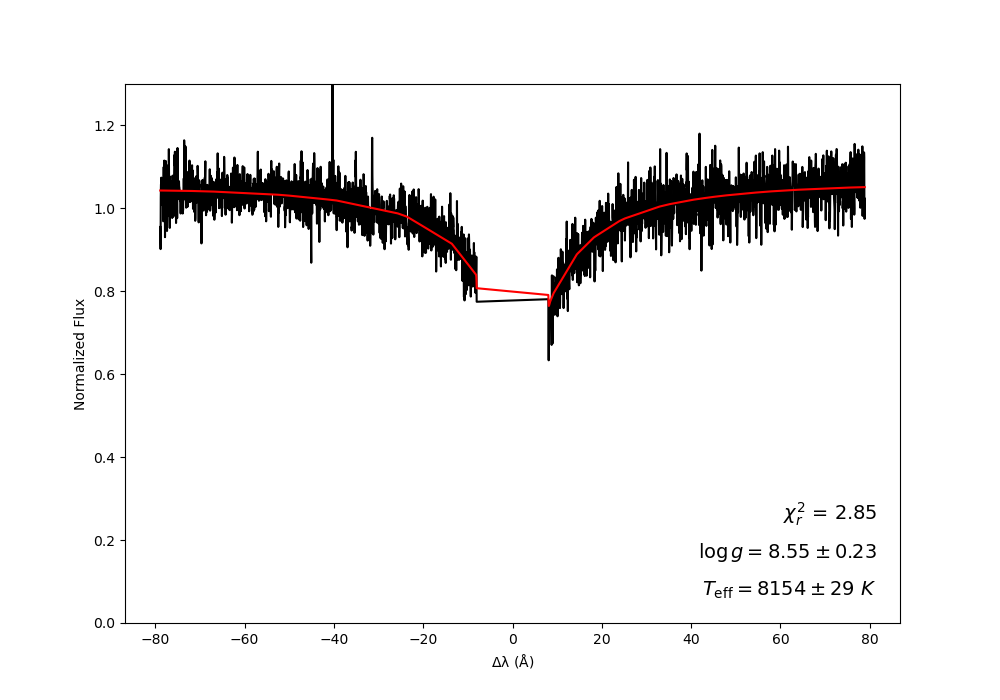 1.2
1.0
0.8
0.6
0.4
0.2
0.0
Normalized Flux
χ²ᵣ = 2.85
log g = 8.55 ± 0.23
T_eff = 8154 ± 29 K
−80 −60 −40 −20 0 20 40 60 80
Δλ (Å)